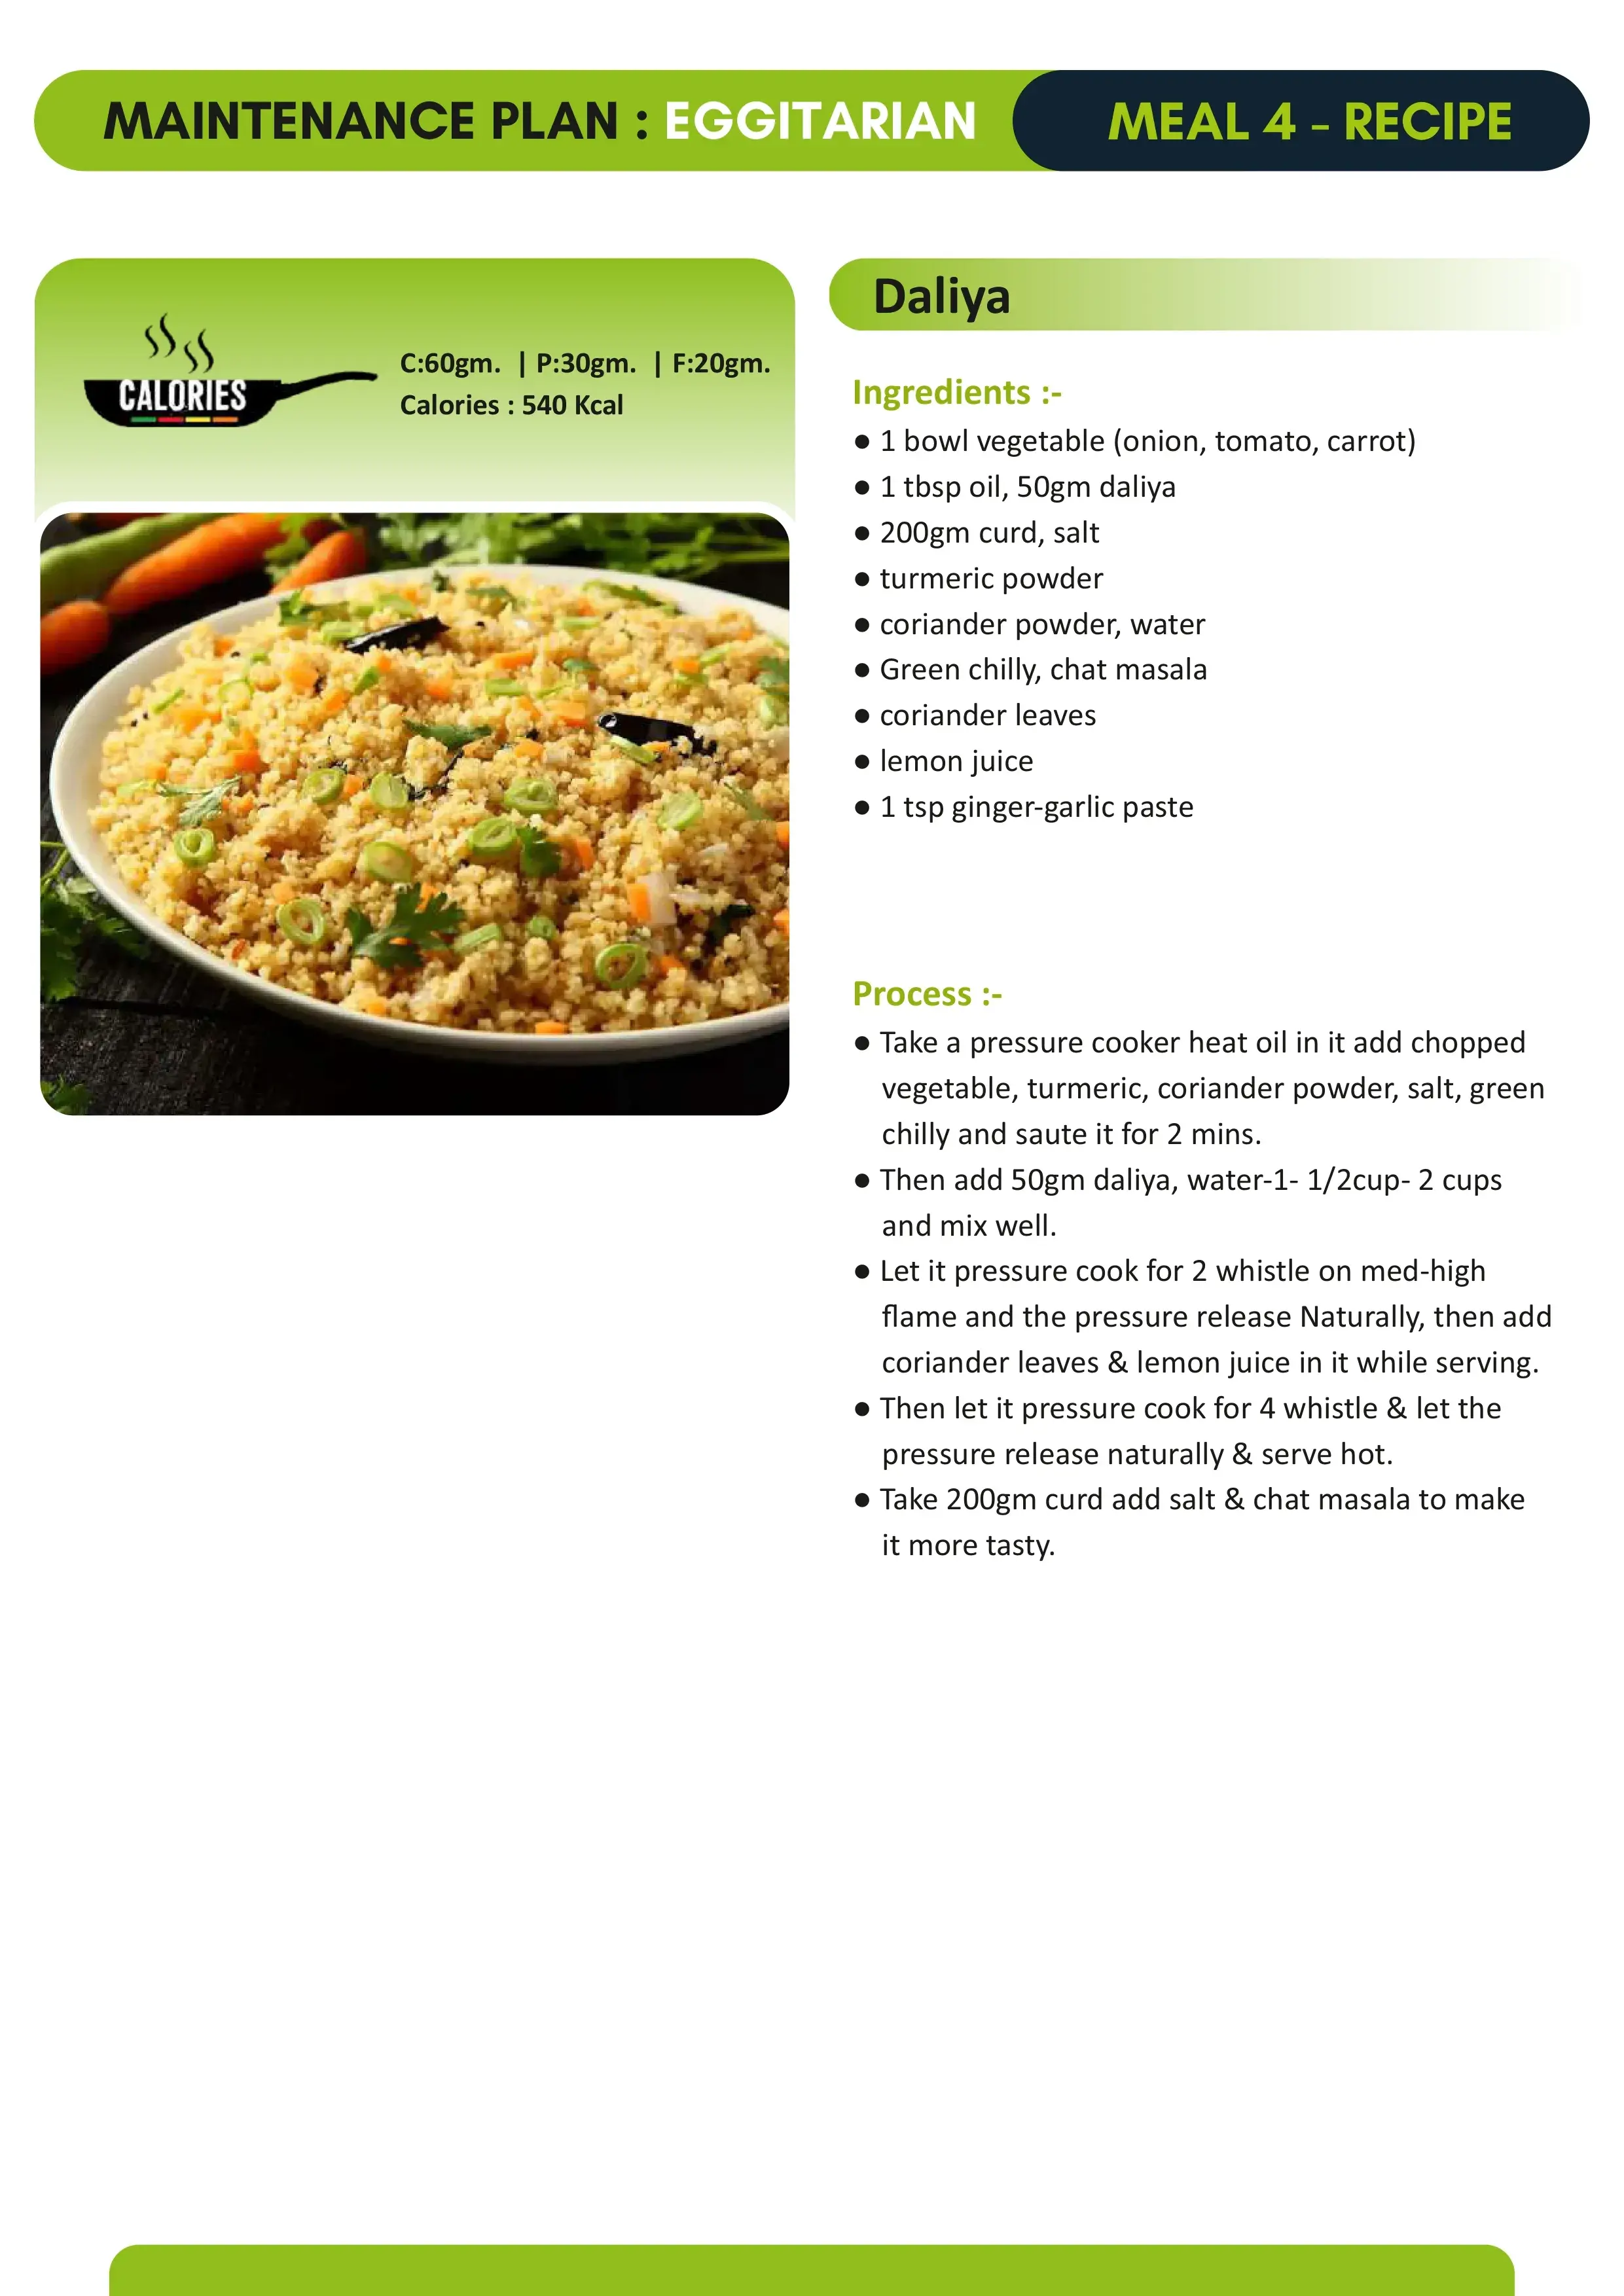 MAINTENANCE PLAN : EGGITARIAN
MEAL 4 - RECIPE
CALORIES
C:60gm. | P:30gm. | F:20gm.
Calories : 540 Kcal
Daliya
Ingredients :-
● 1 bowl vegetable (onion, tomato, carrot)
● 1 tbsp oil, 50gm daliya
● 200gm curd, salt
● turmeric powder
● coriander powder, water
● Green chilly, chat masala
● coriander leaves
● lemon juice
● 1 tsp ginger-garlic paste
Process :-
● Take a pressure cooker heat oil in it add chopped
vegetable, turmeric, coriander powder, salt, green
chilly and saute it for 2 mins.
● Then add 50gm daliya, water-1- 1/2cup- 2 cups
and mix well.
● Let it pressure cook for 2 whistle on med-high
flame and the pressure release Naturally, then add
coriander leaves & lemon juice in it while serving.
● Then let it pressure cook for 4 whistle & let the
pressure release naturally & serve hot.
● Take 200gm curd add salt & chat masala to make
it more tasty.